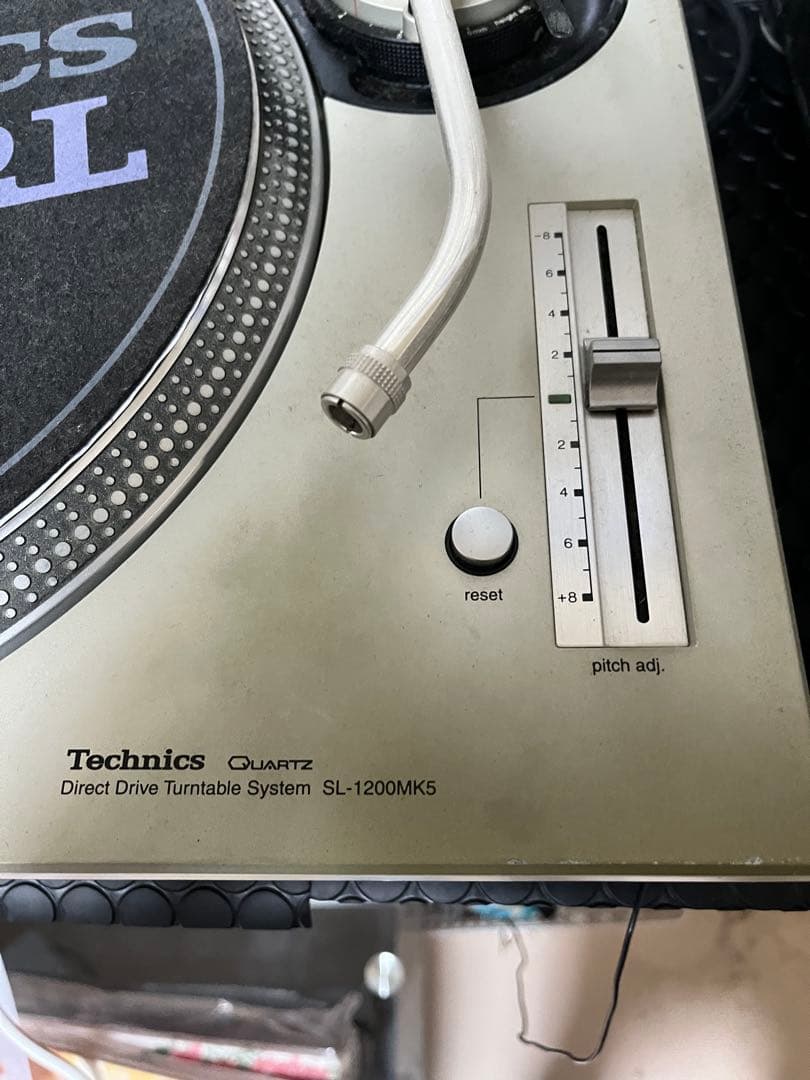 CS
RL
-8
6
4
2
2
4
6
+8
reset
pitch adj.
Technics QUARTZ
Direct Drive Turntable System SL-1200MK5